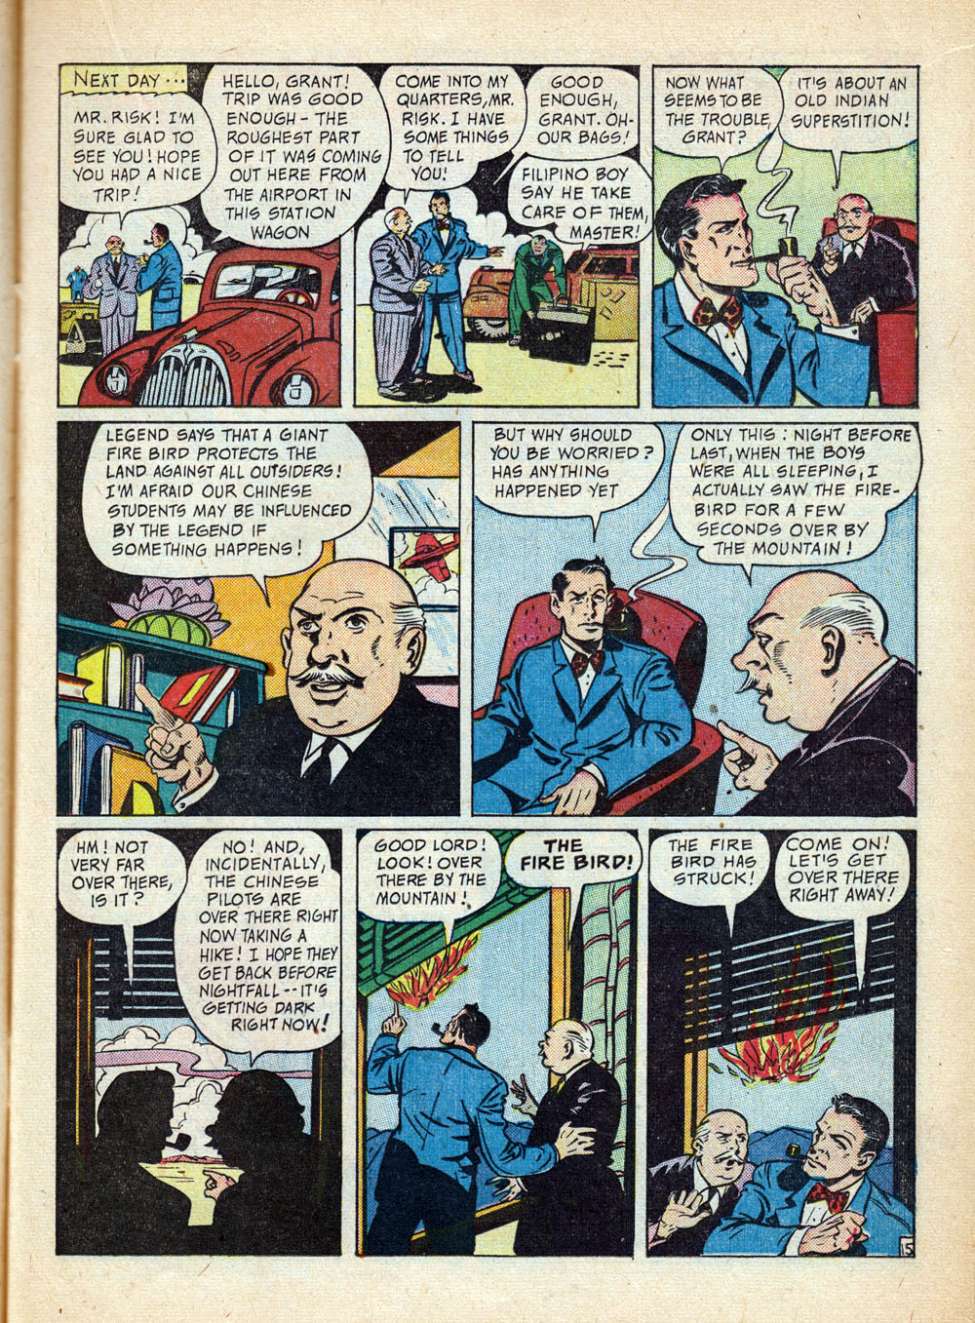 NEXT DAY...
MR. RISK! I'M
SURE GLAD TO
SEE YOU! HOPE
YOU HAD A NICE
TRIP!
HELLO, GRANT!
TRIP WAS GOOD
ENOUGH - THE
ROUGHEST PART
OF IT WAS COMING
OUT HERE FROM
THE AIRPORT IN
THIS STATION
WAGON
COME INTO MY
QUARTERS, MR.
RISK. I HAVE
SOME THINGS
TO TELL
YOU!
GOOD
ENOUGH,
GRANT. OH-
OUR BAGS!
FILIPINO BOY
SAY HE TAKE
CARE OF THEM,
MASTER!
NOW WHAT
SEEMS TO BE
THE TROUBLE,
GRANT?
IT'S ABOUT AN
OLD INDIAN
SUPERSTITION!
LEGEND SAYS THAT A GIANT
FIRE BIRD PROTECTS THE
LAND AGAINST ALL OUTSIDERS!
I'M AFRAID OUR CHINESE
STUDENTS MAY BE INFLUENCED
BY THE LEGEND IF
SOMETHING HAPPENS!
BUT WHY SHOULD
YOU BE WORRIED?
HAS ANYTHING
HAPPENED YET
ONLY THIS: NIGHT BEFORE
LAST, WHEN THE BOYS
WERE ALL SLEEPING, I
ACTUALLY SAW THE FIRE-
BIRD FOR A FEW
SECONDS OVER BY
THE MOUNTAIN!
HM! NOT
VERY FAR
OVER THERE,
IS IT?
NO! AND,
INCIDENTALLY,
THE CHINESE
PILOTS ARE
OVER THERE RIGHT
NOW TAKING A
HIKE! I HOPE THEY
GET BACK BEFORE
NIGHTFALL -- IT'S
GETTING DARK
RIGHT NOW!
GOOD LORD!
LOOK! OVER
THERE BY THE
MOUNTAIN!
THE
FIRE BIRD!
THE FIRE
BIRD HAS
STRUCK!
COME ON!
LET'S GET
OVER THERE
RIGHT AWAY!
5